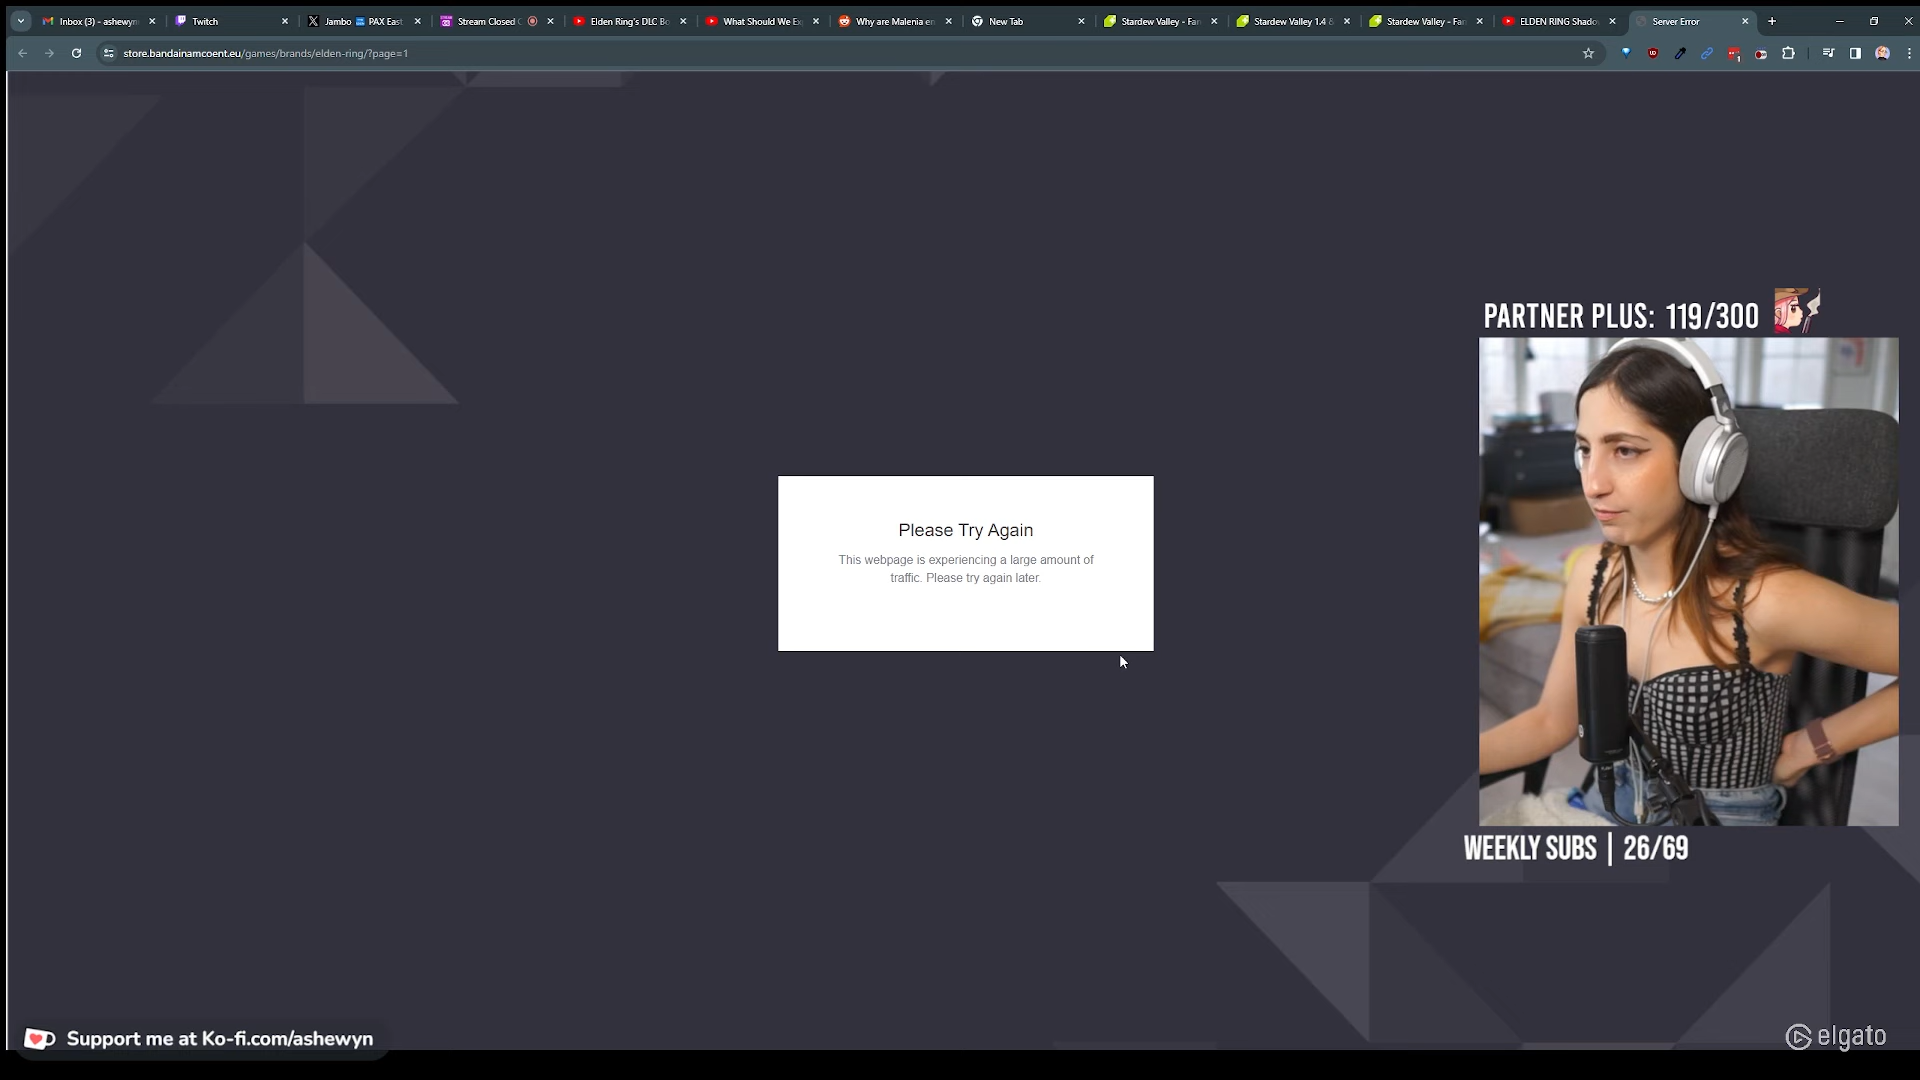 Inbox (3) - ashewyn
Twitch
Jambo
PAX East
Stream Closed C
Elden Ring's DLC Bo
What Should We Ex
Why are Malenia en
New Tab
Stardew Valley - Fan
Stardew Valley 1.4 &
Stardew Valley - Fan
ELDEN RING Shado
Server Error
store.bandainamcoent.eu/games/brands/elden-ring/?page=1
PARTNER PLUS: 119/300
Please Try Again
This webpage is experiencing a large amount of
traffic. Please try again later.
WEEKLY SUBS | 26/69
Support me at Ko-fi.com/ashewyn
elgato